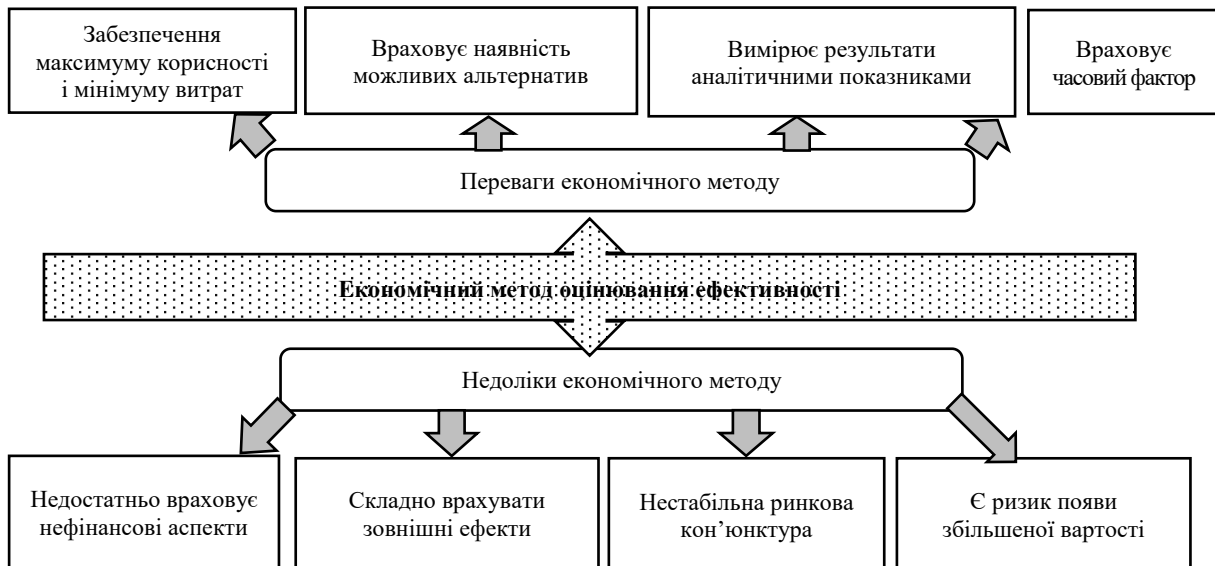 Забезпечення
максимуму корисності
і мінімуму витрат
Враховує наявність
можливих альтернатив
Вимірює результати
аналітичними показниками
Враховує
часовий фактор
Переваги економічного методу
Економічний метод оцінювання ефективності
Недоліки економічного методу
Недостатньо враховує
нефінансові аспекти
Складно врахувати
зовнішні ефекти
Нестабільна ринкова
кон’юнктура
Є ризик появи
збільшеної вартості